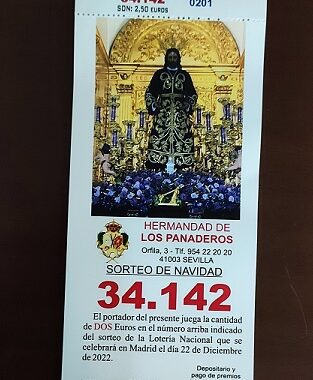 34.142
SON: 2,50 EUROS
0201
HERMANDAD DE
LOS PANADEROS
Orfila, 3 - Tlf. 954 22 20 20
41003 SEVILLA
SORTEO DE NAVIDAD
34.142
El portador del presente juega la cantidad
de DOS Euros en el número arriba indicado
del sorteo de la Lotería Nacional que se
celebrará en Madrid el día 22 de Diciembre
de 2022.
Depositario y
pago de premios